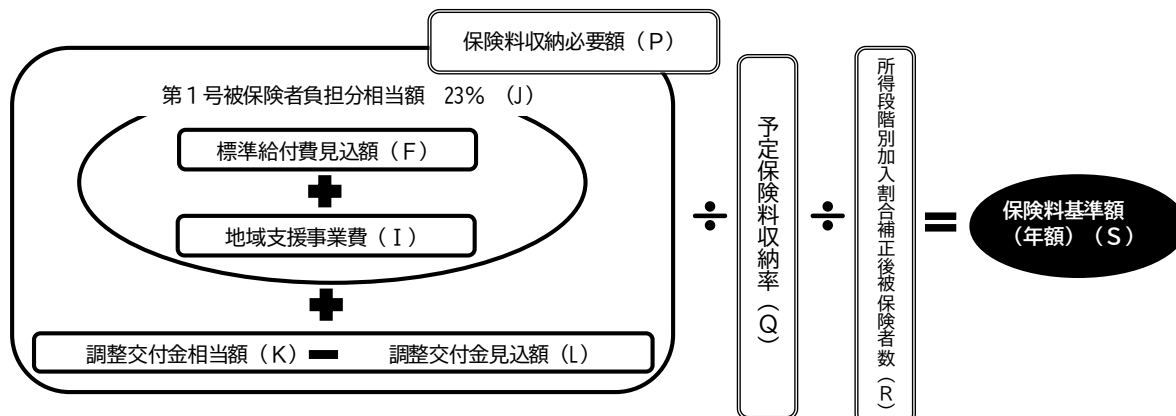 保険料収納必要額(P)
第1号被保険者負担分相当額 23% (J)
標準給付費見込額(F)
+
地域支援事業費(I)
+
調整交付金相当額(K) - 調整交付金見込額(L)
÷
予定保険料収納率(Q)
÷
所得段階別加入割合補正後被保険者数(R)
=
保険料基準額
(年額)(S)